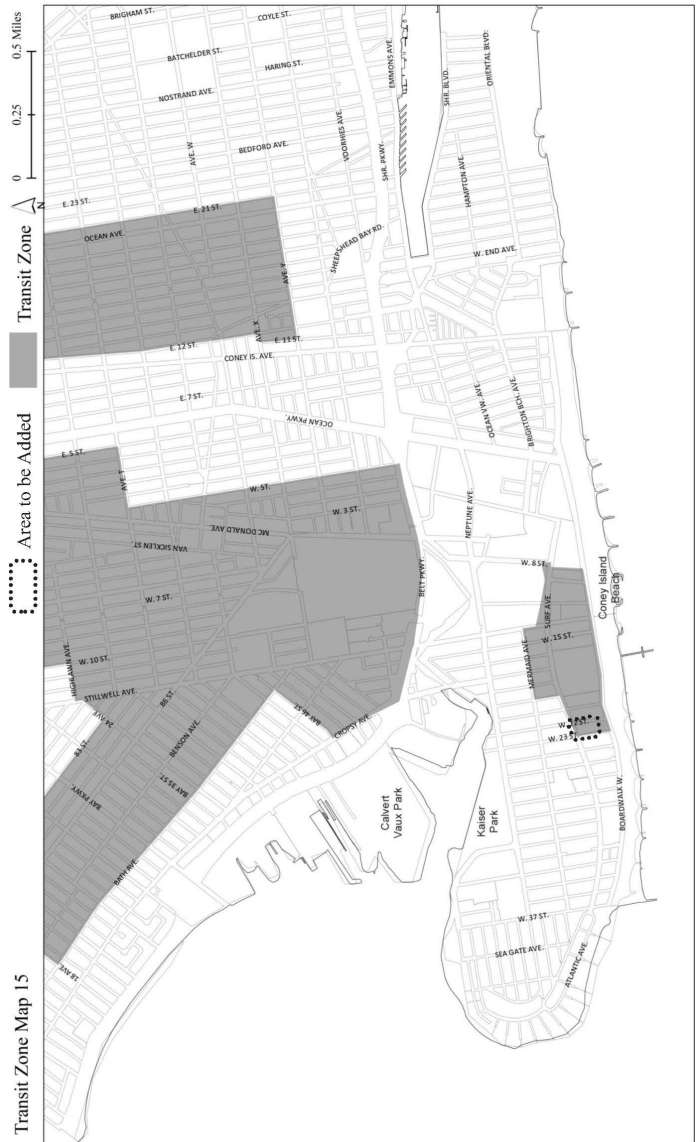 Transit Zone Map 15
Area to be Added
Transit Zone
N
0 0.25 0.5 Miles
BRIGHAM ST.
COYLE ST.
BATCHELDER ST.
HARING ST.
NOSTRAND AVE.
AVE. W
BEDFORD AVE.
VOORHIES AVE.
EMMONS AVE.
SHR. PKWY.
SHR. BLVD.
ORIENTAL BLVD.
HAMPTON AVE.
E. 23 ST.
E. 21 ST.
OCEAN AVE.
AVE. Y
SHEEPSHEAD BAY RD.
W. END AVE.
AVE. X
E. 12 ST.
E. 11 ST.
CONEY IS. AVE.
E. 7 ST.
OCEAN PKWY.
OCEAN VW. AVE.
BRIGHTON BCH. AVE.
E. 5 ST.
AVE. T
W. ST.
W. 3 ST.
MCDONALD AVE
VAN SICKLEN ST.
NEPTUNE AVE.
BELT PKWY.
W. 8 ST.
W. 7 ST.
HIGHLAWN AVE.
W. 10 ST.
STILLWELL AVE.
SURF AVE.
W. 15 ST.
MERMAID AVE.
Coney Island
Beach
24 AVE.
86 ST.
83 ST.
BENSON AVE.
BAY 46 ST.
CROPSY AVE.
W. 22 ST.
W. 23 ST.
BAY PKWY.
BAY 35 ST.
BATH AVE.
Calvert
Vaux Park
Kaiser
Park
BOARDWALK W.
18 AVE.
W. 37 ST.
SEA GATE AVE.
ATLANTIC AVE.